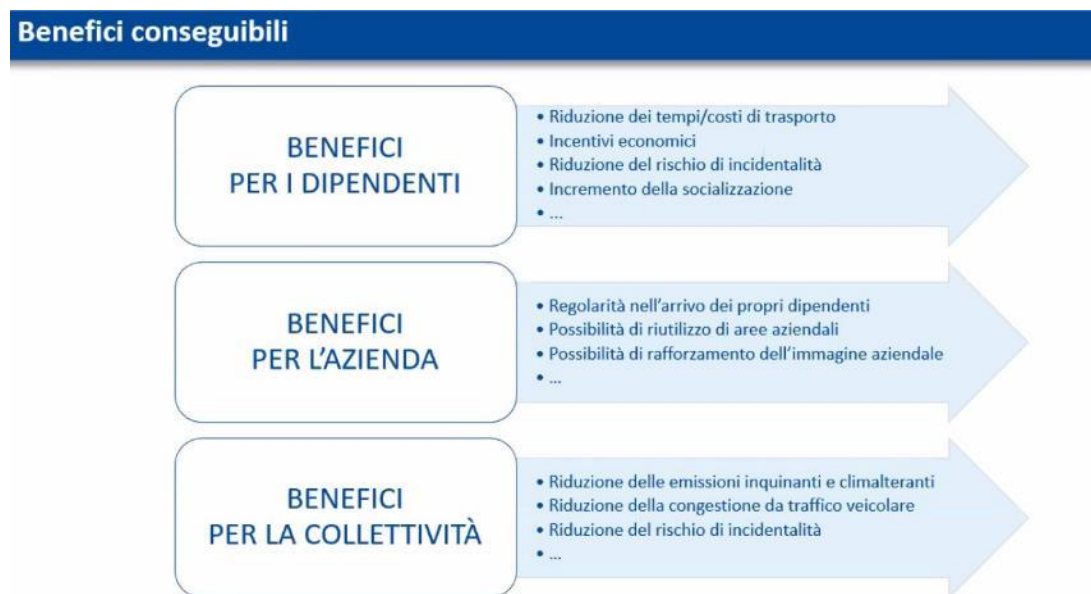 Benefici conseguibili
BENEFICI
PER I DIPENDENTI
• Riduzione dei tempi/costi di trasporto
• Incentivi economici
• Riduzione del rischio di incidentalità
• Incremento della socializzazione
• ...
BENEFICI
PER L'AZIENDA
• Regolarità nell'arrivo dei propri dipendenti
• Possibilità di riutilizzo di aree aziendali
• Possibilità di rafforzamento dell'immagine aziendale
• ...
BENEFICI
PER LA COLLETTIVITÀ
• Riduzione delle emissioni inquinanti e climalteranti
• Riduzione della congestione da traffico veicolare
• Riduzione del rischio di incidentalità
• ...